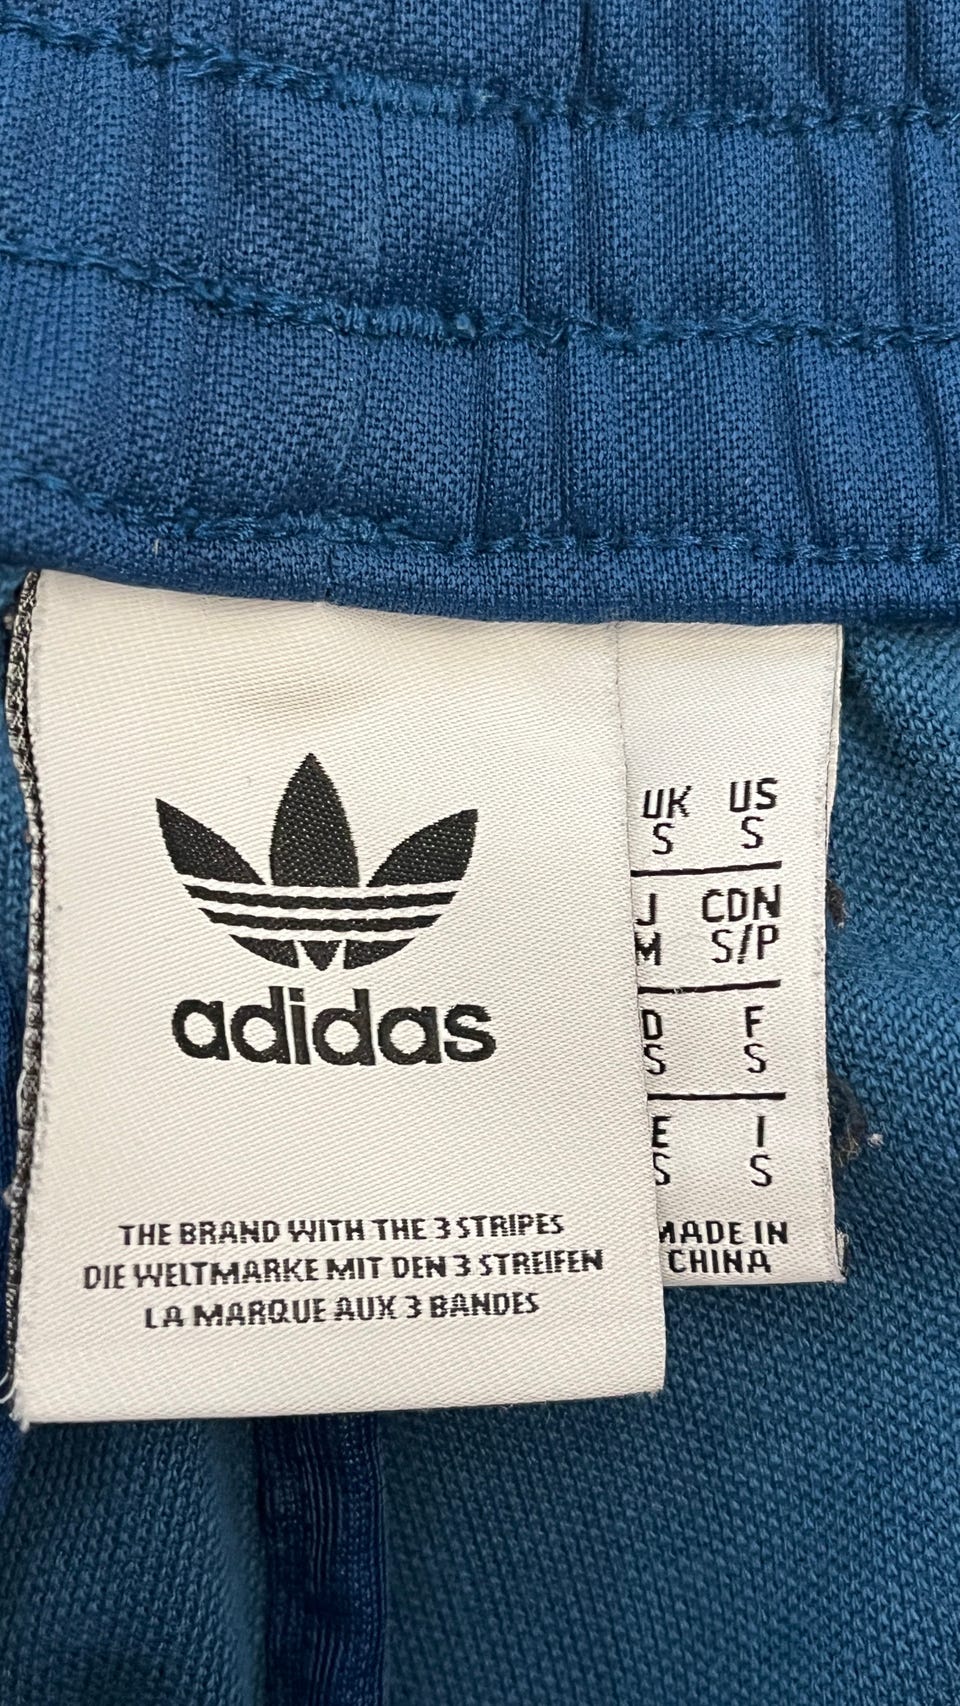 adidas
THE BRAND WITH THE 3 STRIPES
DIE WELTMARKE MIT DEN 3 STREIFEN
LA MARQUE AUX 3 BANDES
UK US
S S
J CDN
M S/P
D F
S S
E I
S S
MADE IN
CHINA